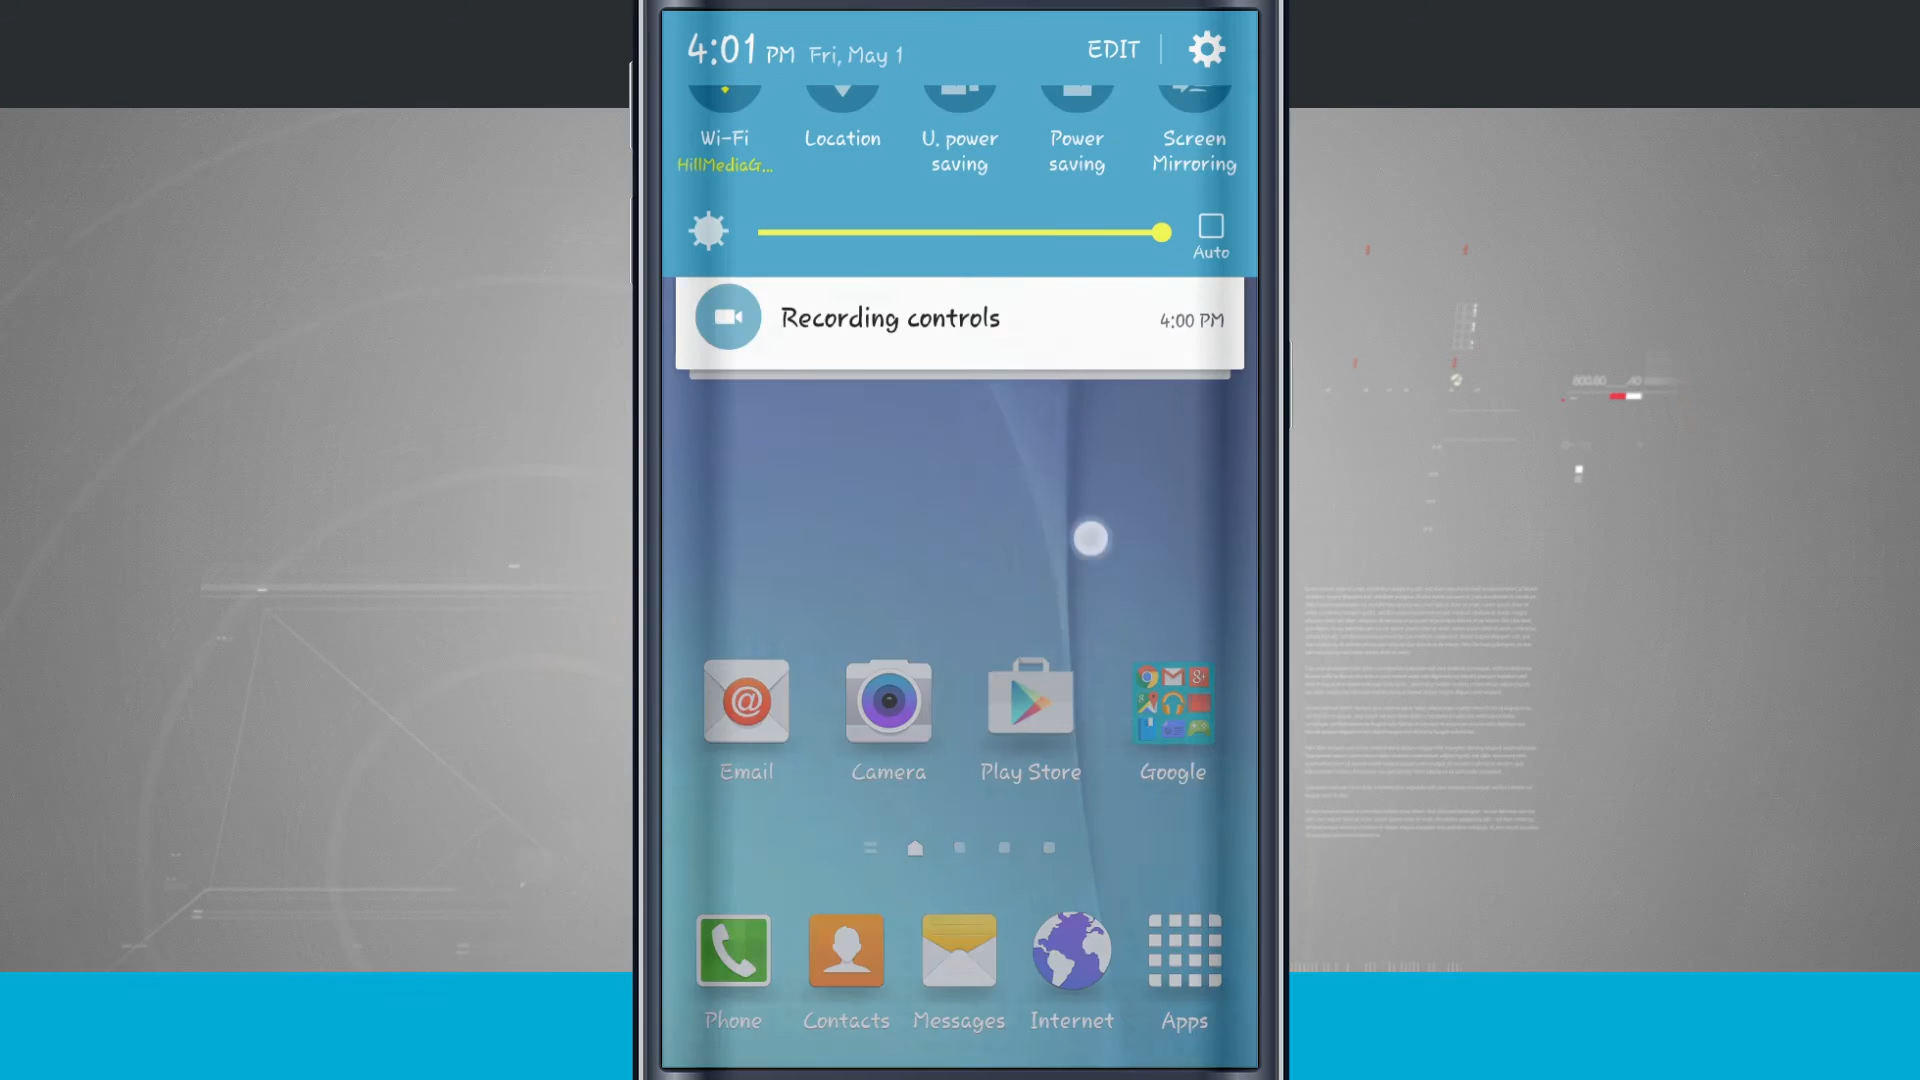 4:01 PM Fri, May 1 EDIT
Wi-Fi Location U. power saving Power saving Screen Mirroring
HillMediaG...
Auto
Recording controls 4:00 PM
Email Camera Play Store Google
Phone Contacts Messages Internet Apps